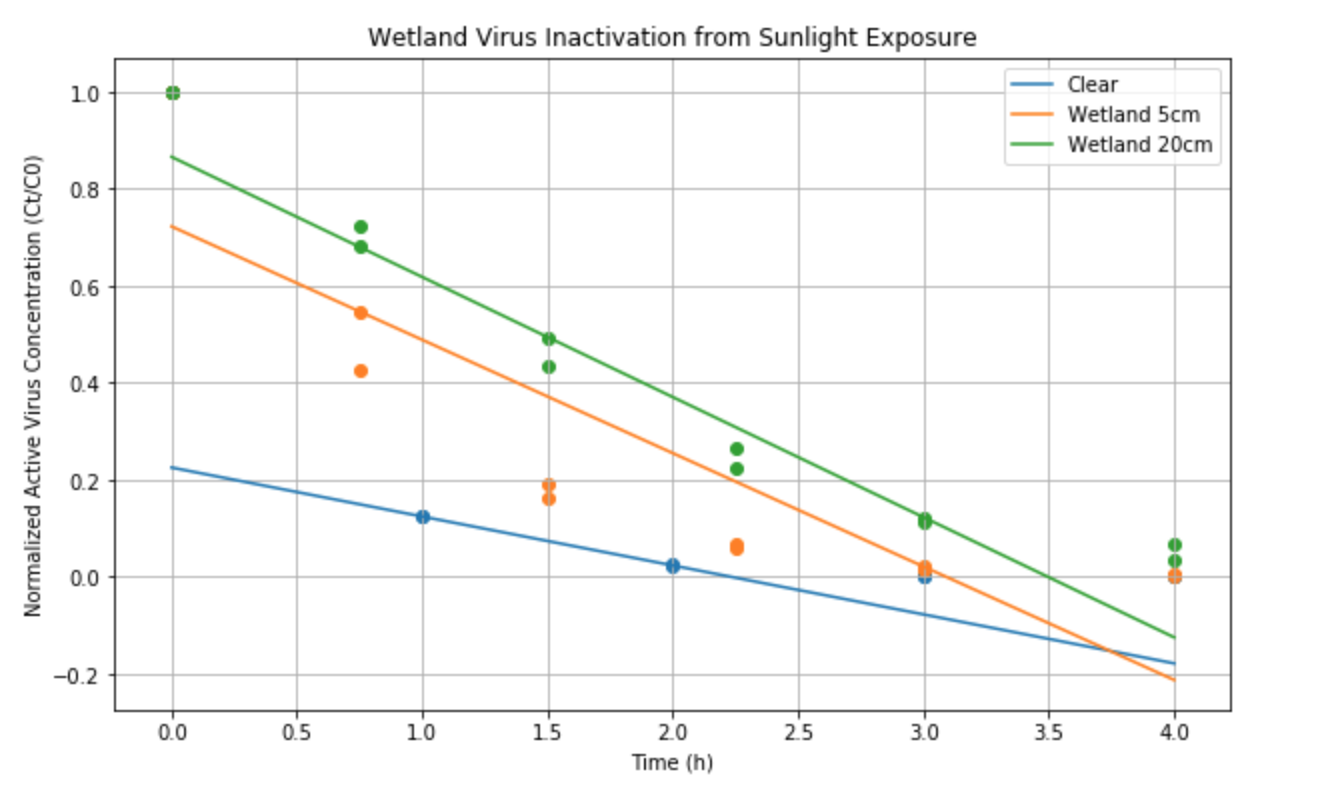 Wetland Virus Inactivation from Sunlight Exposure
Clear
Wetland 5cm
Wetland 20cm
Normalized Active Virus Concentration (Ct/C0)
1.0
0.8
0.6
0.4
0.2
0.0
−0.2
0.0 0.5 1.0 1.5 2.0 2.5 3.0 3.5 4.0
Time (h)